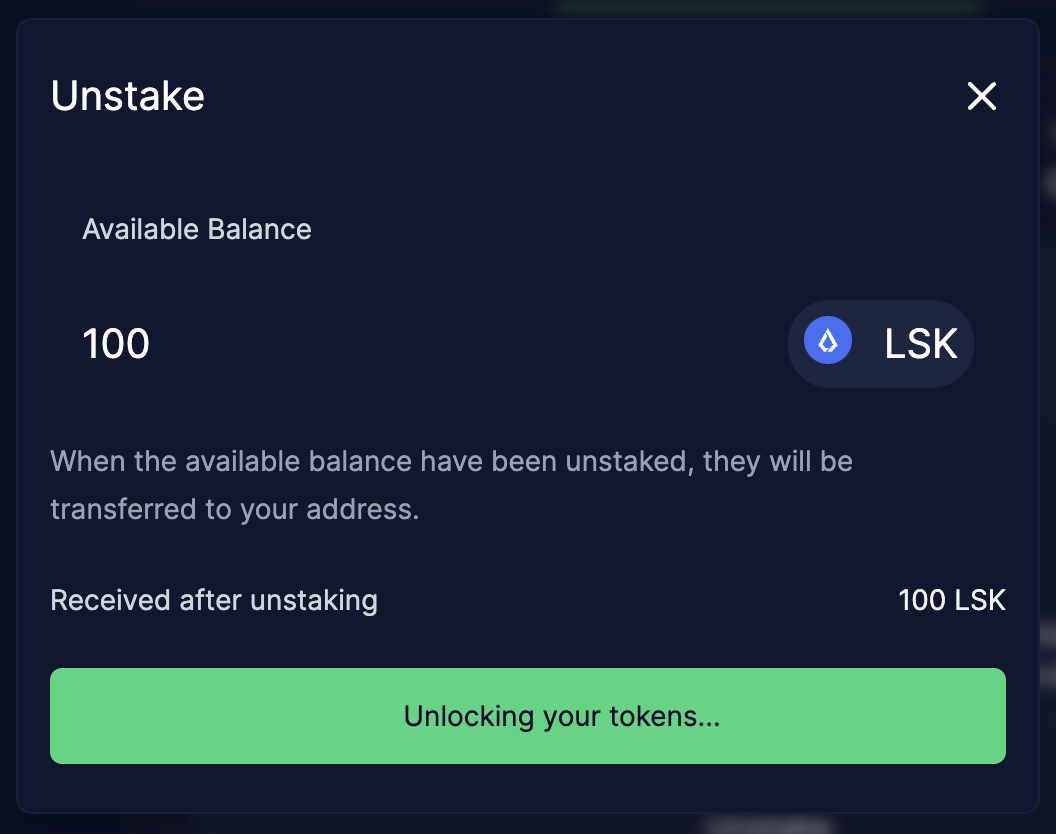 Unstake
Available Balance
100
LSK
When the available balance have been unstaked, they will be
transferred to your address.
Received after unstaking
100 LSK
Unlocking your tokens...